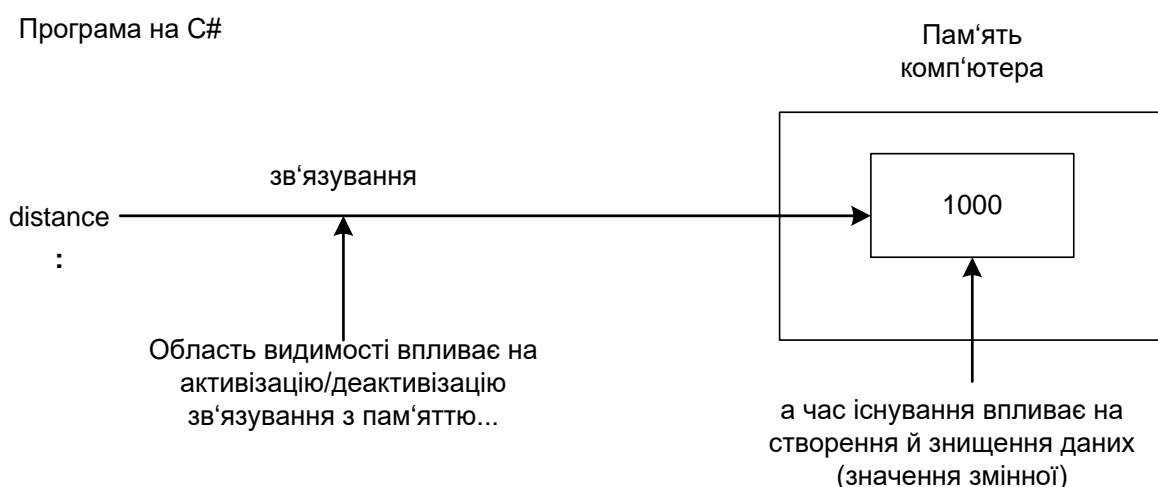 Програма на C#
Пам‘ять
комп‘ютера
зв‘язування
distance
1000
:
Область видимості впливає на
активізацію/деактивізацію
зв‘язування з пам‘яттю...
а час існування впливає на
створення й знищення даних
(значення змінної)